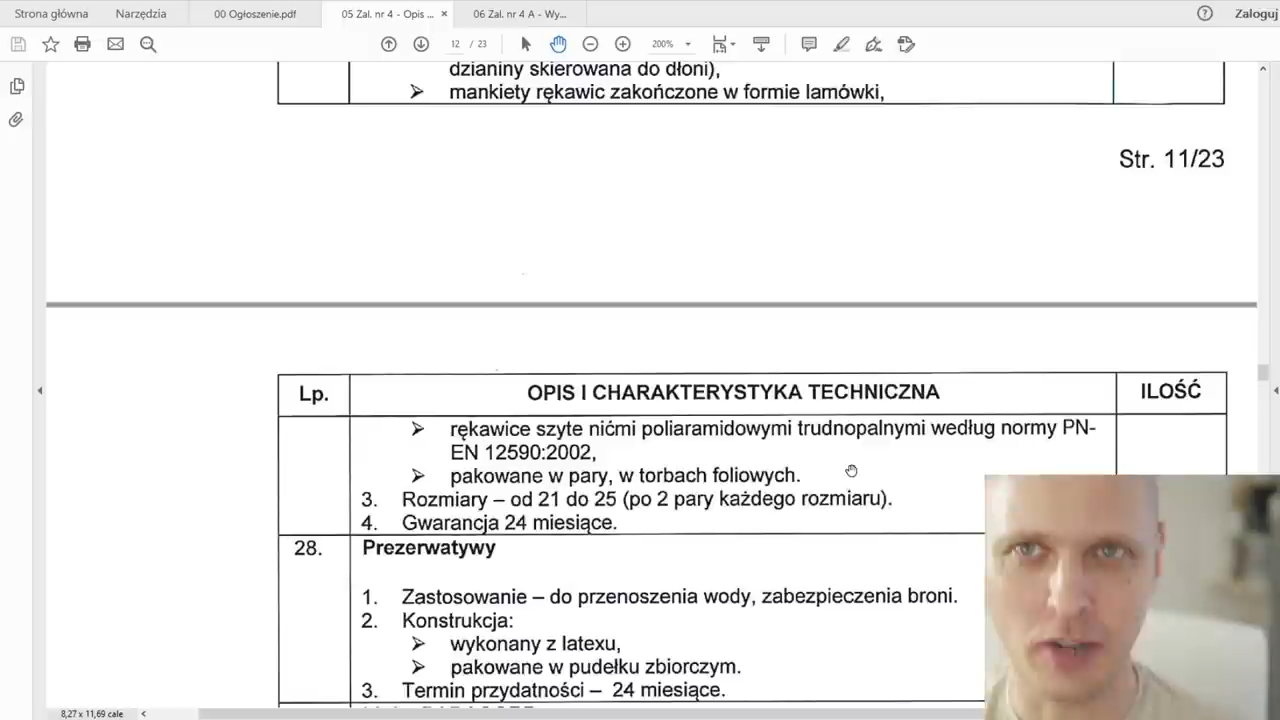 Strona główna Narzędzia 00 Ogłoszenie.pdf 05 Zal. nr 4 - Opis ... × 06 Zal. nr 4 A - Wy... ? Zaloguj
12 / 23 200%
dzianiny skierowana do dłoni),
➢ mankiety rękawic zakończone w formie lamówki,
Str. 11/23
Lp. OPIS I CHARAKTERYSTYKA TECHNICZNA ILOŚĆ
➢ rękawice szyte nićmi poliaramidowymi trudnopalnymi według normy PN-
EN 12590:2002,
➢ pakowane w pary, w torbach foliowych.
3. Rozmiary – od 21 do 25 (po 2 pary każdego rozmiaru).
4. Gwarancja 24 miesiące.
28. Prezerwatywy
1. Zastosowanie – do przenoszenia wody, zabezpieczenia broni.
2. Konstrukcja:
➢ wykonany z latexu,
➢ pakowane w pudełku zbiorczym.
3. Termin przydatności – 24 miesiące.
8,27 x 11,69 cale